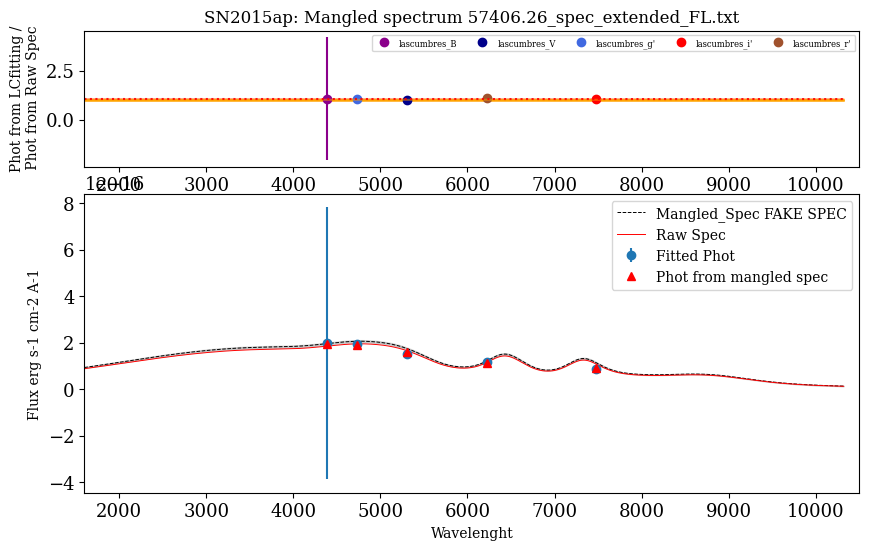 SN2015ap: Mangled spectrum 57406.26_spec_extended_FL.txt
Phot from LCfitting /
Phot from Raw Spec
lascumbres_B lascumbres_V lascumbres_g' lascumbres_i' lascumbres_r'
2.5
0.0
2000 3000 4000 5000 6000 7000 8000 9000 10000
1e−16
Flux erg s-1 cm-2 A-1
8
6
4
2
0
−2
−4
Mangled_Spec FAKE SPEC
Raw Spec
Fitted Phot
Phot from mangled spec
2000 3000 4000 5000 6000 7000 8000 9000 10000
Wavelenght